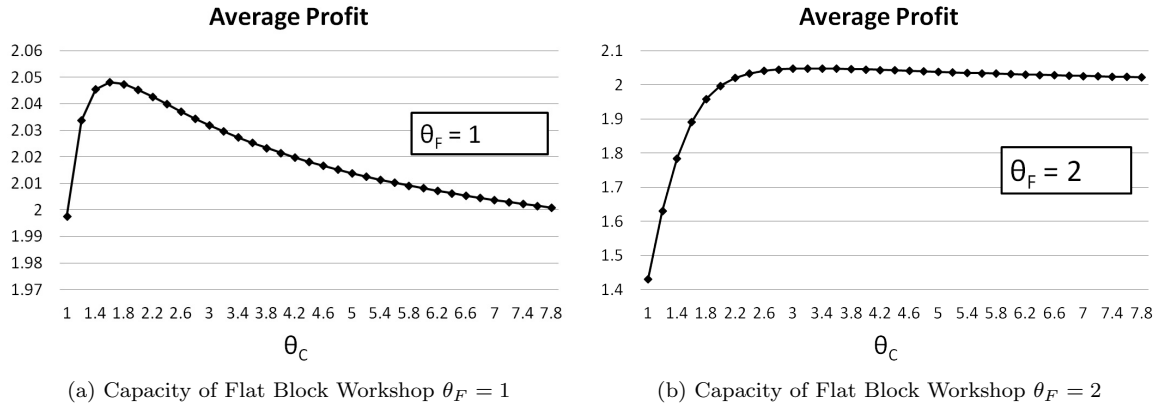 Average Profit
2.06
2.05
2.04
2.03
2.02
2.01
2
1.99
1.98
1.97
1 1.4 1.8 2.2 2.6 3 3.4 3.8 4.2 4.6 5 5.4 5.8 6.2 6.6 7 7.4 7.8
θF = 1
θC
(a) Capacity of Flat Block Workshop θF = 1
Average Profit
2.1
2
1.9
1.8
1.7
1.6
1.5
1.4
1 1.4 1.8 2.2 2.6 3 3.4 3.8 4.2 4.6 5 5.4 5.8 6.2 6.6 7 7.4 7.8
θF = 2
θC
(b) Capacity of Flat Block Workshop θF = 2